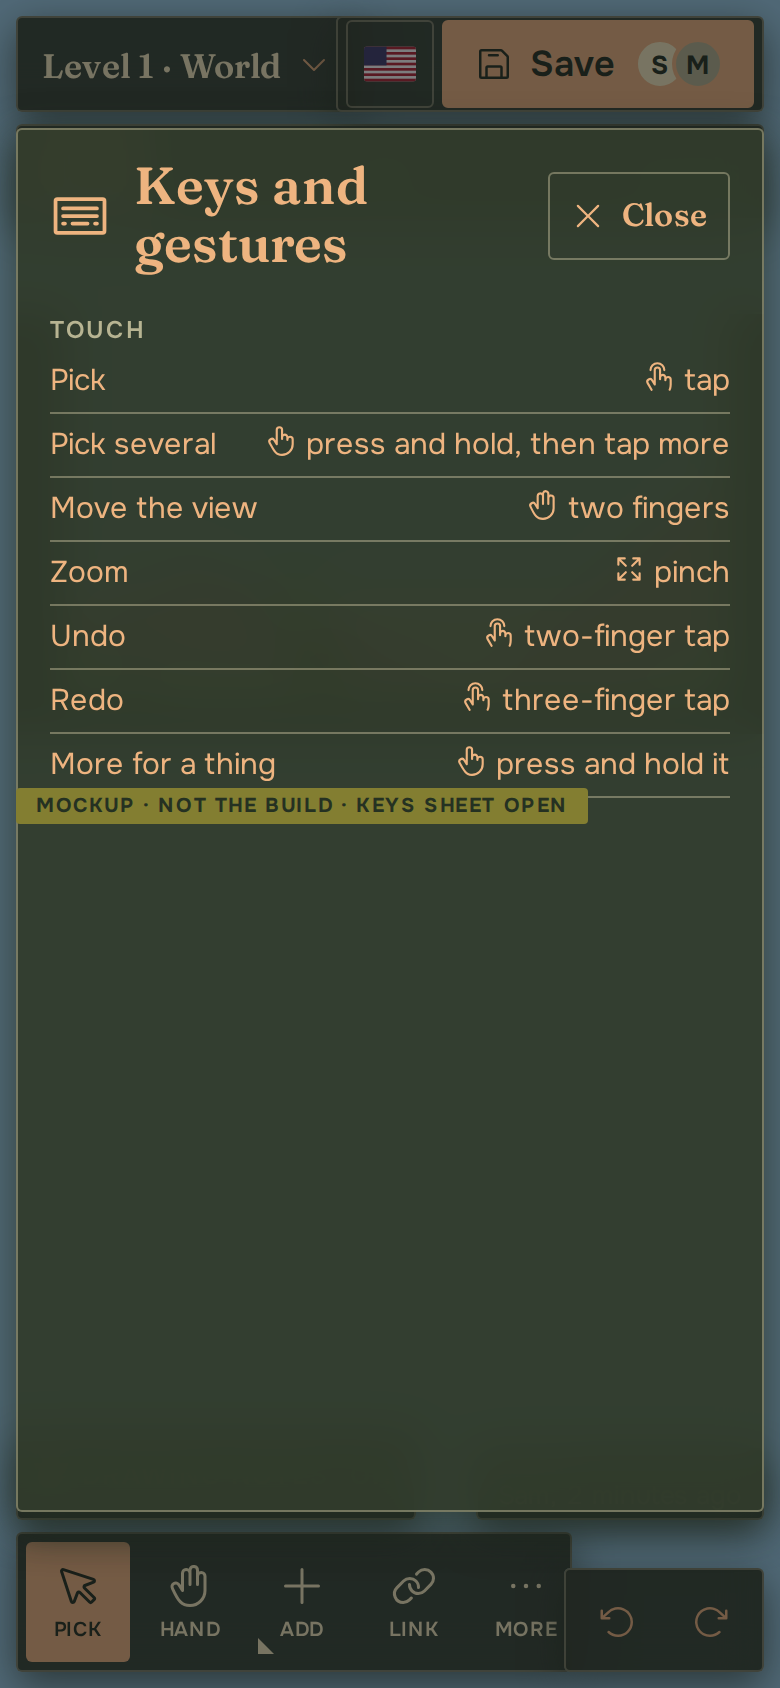 Level 1 · World
Save
S
M
Keys and
gestures
Close
TOUCH
Pick
tap
Pick several
press and hold, then tap more
Move the view
two fingers
Zoom
pinch
Undo
two-finger tap
Redo
three-finger tap
More for a thing
press and hold it
MOCKUP · NOT THE BUILD · KEYS SHEET OPEN
PICK
HAND
ADD
LINK
MORE